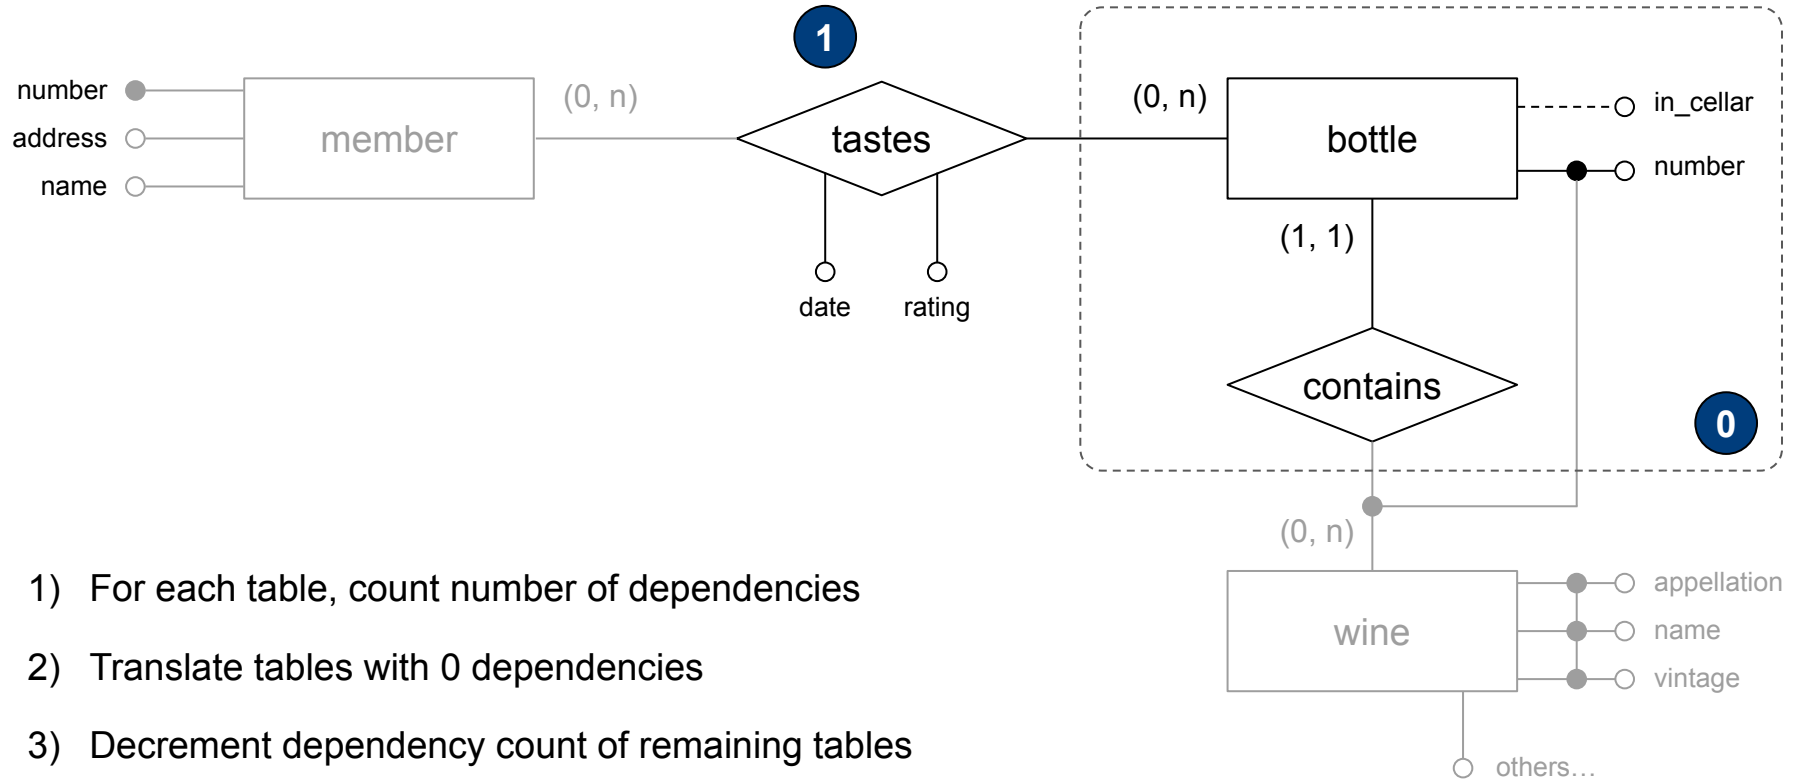 1
number
address
name
member
(0, n)
tastes
(0, n)
bottle
in_cellar
number
(1, 1)
date
rating
contains
0
(0, n)
wine
appellation
name
vintage
others…
1) For each table, count number of dependencies
2) Translate tables with 0 dependencies
3) Decrement dependency count of remaining tables